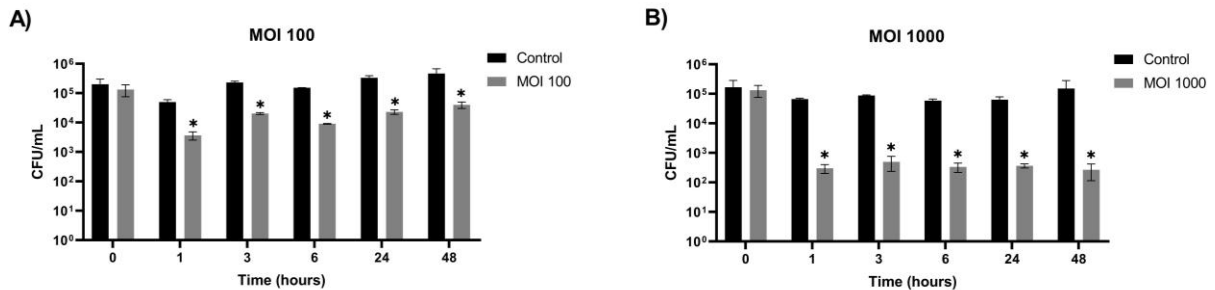 A)
MOI 100
Control
MOI 100
CFU/mL
10⁶
10⁵
10⁴
10³
10²
10¹
10⁰
*
*
*
*
*
0 1 3 6 24 48
Time (hours)
B)
MOI 1000
Control
MOI 1000
CFU/mL
10⁶
10⁵
10⁴
10³
10²
10¹
10⁰
*
*
*
*
*
0 1 3 6 24 48
Time (hours)